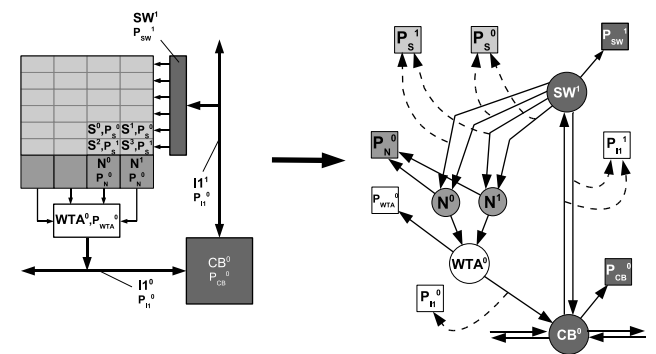 SW¹
P_SW¹
S⁰,P_S⁰ S¹,P_S⁰
S²,P_S¹ S³,P_S¹
N⁰ N¹
P_N⁰ P_N⁰
WTA⁰,P_WTA⁰
I1¹
P_I1⁰
CB⁰
P_CB⁰
I1⁰
P_I1⁰
P_S¹ P_S⁰ P_SW¹
SW¹
P_N⁰ P_I1¹
P_WTA⁰ N⁰ N¹
WTA⁰ P_CB⁰
P_I1⁰
CB⁰